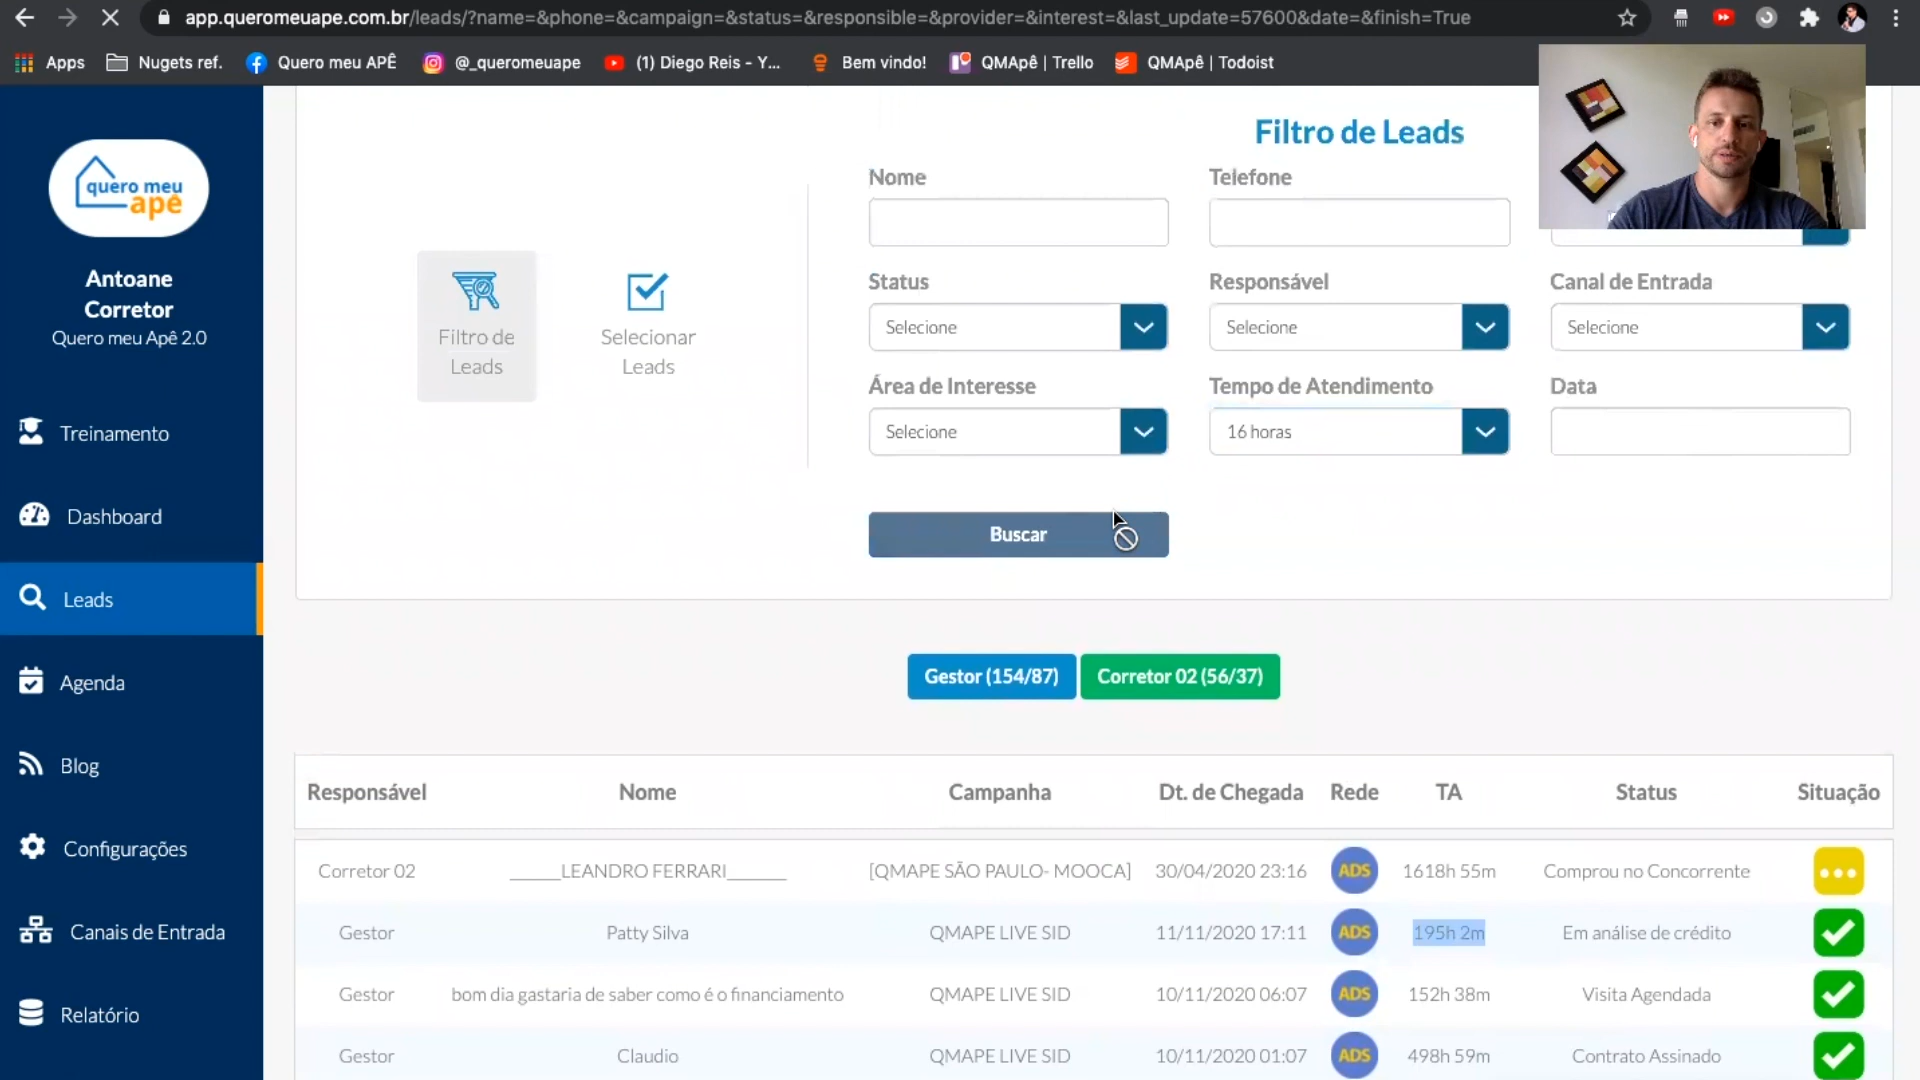 app.queromeuape.com.br/leads/?name=&phone=&campaign=&status=&responsible=&provider=&interest=&last_update=57600&date=&finish=True
Apps
Nugets ref.
Quero meu APÊ
@_queromeuape
(1) Diego Reis - Y...
Bem vindo!
QMApê | Trello
QMApê | Todoist
quero meu
apê
Antoane
Corretor
Quero meu Apê 2.0
Treinamento
Dashboard
Leads
Agenda
Blog
Configurações
Canais de Entrada
Relatório
Filtro de
Leads
Selecionar
Leads
Filtro de Leads
Nome
Telefone
Status
Responsável
Canal de Entrada
Selecione
Selecione
Selecione
Área de Interesse
Tempo de Atendimento
Data
Selecione
16 horas
Buscar
Gestor (154/87)
Corretor 02 (56/37)
Responsável Nome Campanha Dt. de Chegada Rede TA Status Situação
Corretor 02 ______LEANDRO FERRARI______ [QMAPE SÃO PAULO- MOOCA] 30/04/2020 23:16 ADS 1618h 55m Comprou no Concorrente
Gestor Patty Silva QMAPE LIVE SID 11/11/2020 17:11 ADS 195h 2m Em análise de crédito
Gestor bom dia gastaria de saber como é o financiamento QMAPE LIVE SID 10/11/2020 06:07 ADS 152h 38m Visita Agendada
Gestor Claudio QMAPE LIVE SID 10/11/2020 01:07 ADS 498h 59m Contrato Assinado